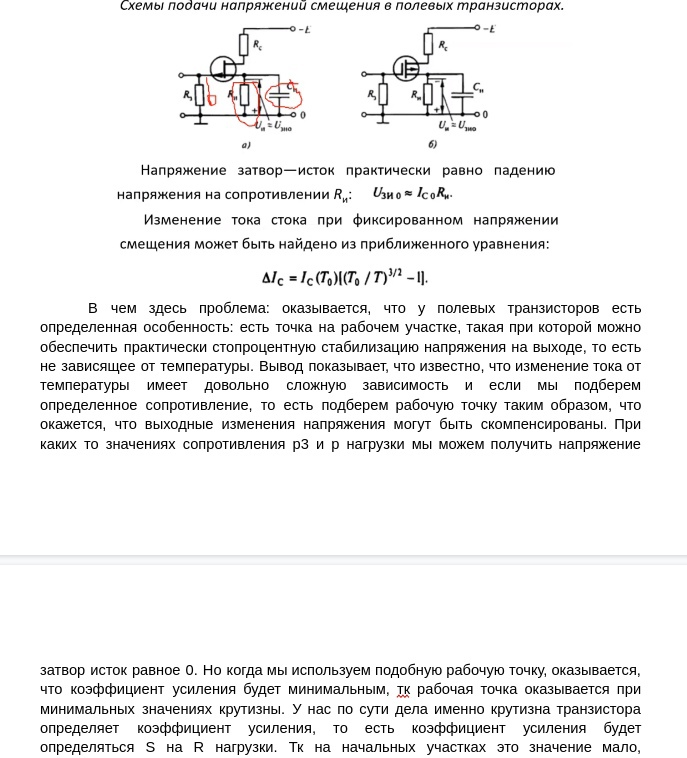 Схемы подачи напряжений смещения в полевых транзисторах.
-E
-E
Rс
Rс
Rз
Rи
Cи
Rз
Rи
Cи
0
0
Uи ≈ Uзио
Uи ≈ Uзио
а)
б)
Напряжение затвор—исток практически равно падению
напряжения на сопротивлении Rи: UЗИ 0 ≈ IС 0 Rи.
Изменение тока стока при фиксированном напряжении
смещения может быть найдено из приближенного уравнения:
ΔIС = IС (T0)[(T0 / T)^3/2 − 1].
В чем здесь проблема: оказывается, что у полевых транзисторов есть
определенная особенность: есть точка на рабочем участке, такая при которой можно
обеспечить практически стопроцентную стабилизацию напряжения на выходе, то есть
не зависящее от температуры. Вывод показывает, что известно, что изменение тока от
температуры имеет довольно сложную зависимость и если мы подберем
определенное сопротивление, то есть подберем рабочую точку таким образом, что
окажется, что выходные изменения напряжения могут быть скомпенсированы. При
каких то значениях сопротивления р3 и р нагрузки мы можем получить напряжение
затвор исток равное 0. Но когда мы используем подобную рабочую точку, оказывается,
что коэффициент усиления будет минимальным, тк рабочая точка оказывается при
минимальных значениях крутизны. У нас по сути дела именно крутизна транзистора
определяет коэффициент усиления, то есть коэффициент усиления будет
определяться S на R нагрузки. Тк на начальных участках это значение мало,